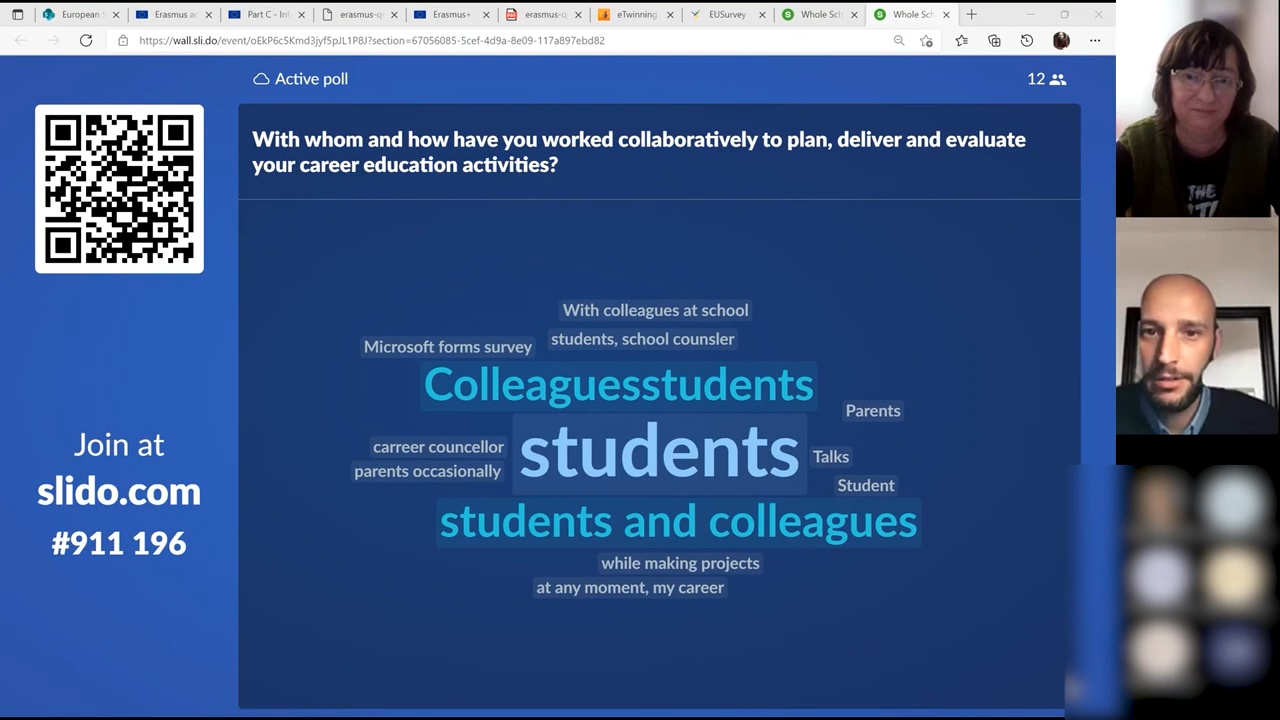 European S
Erasmus ac
Part C - Inf
erasmus-q
Erasmus+
erasmus-q
eTwinning
EUSurvey
Whole Sch
Whole Sch
https://wall.sli.do/event/oEkP6c5Kmd3jyf5pJL1P8J?section=67056085-5cef-4d9a-8e09-117a897ebd82
Active poll
12
With whom and how have you worked collaboratively to plan, deliver and evaluate
your career education activities?
With colleagues at school
students, school counsler
Microsoft forms survey
Colleaguesstudents
Parents
carreer councellor
students
Talks
parents occasionally
Student
students and colleagues
while making projects
at any moment, my career
Join at
slido.com
#911 196
THE